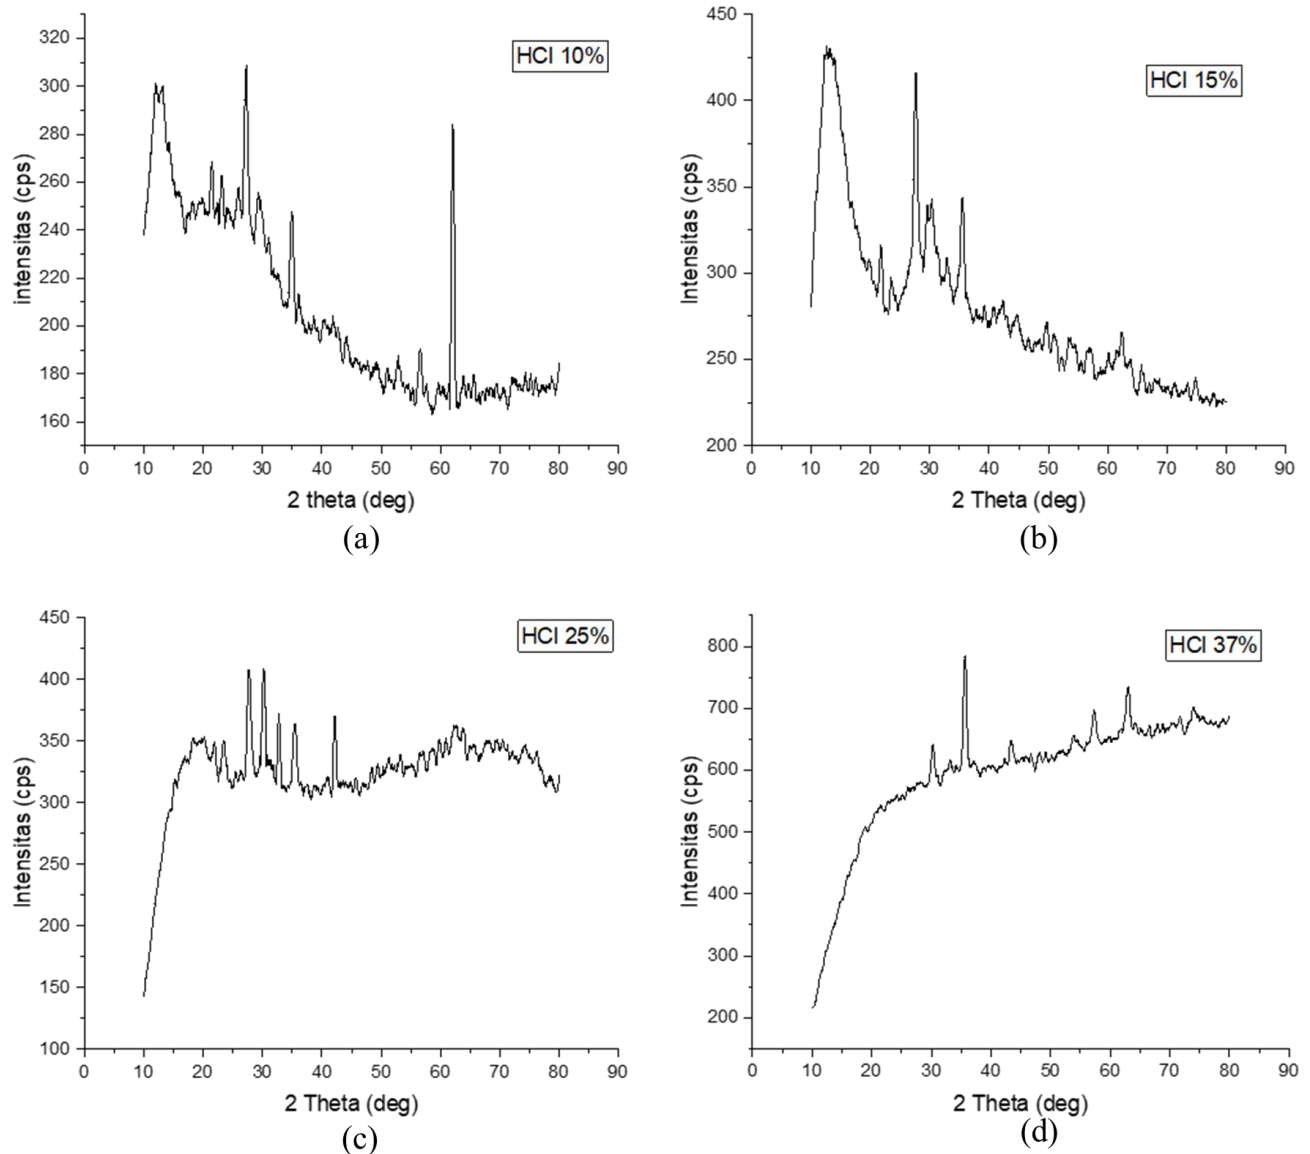 HCl 10%
intensitas (cps)
320
300
280
260
240
220
200
180
160
0 10 20 30 40 50 60 70 80 90
2 theta (deg)
(a)
HCl 15%
Intensitas (cps)
450
400
350
300
250
200
0 10 20 30 40 50 60 70 80 90
2 Theta (deg)
(b)
HCl 25%
Intensitas (cps)
450
400
350
300
250
200
150
100
0 10 20 30 40 50 60 70 80 90
2 Theta (deg)
(c)
HCl 37%
Intensitas (cps)
800
700
600
500
400
300
200
0 10 20 30 40 50 60 70 80 90
2 Theta (deg)
(d)